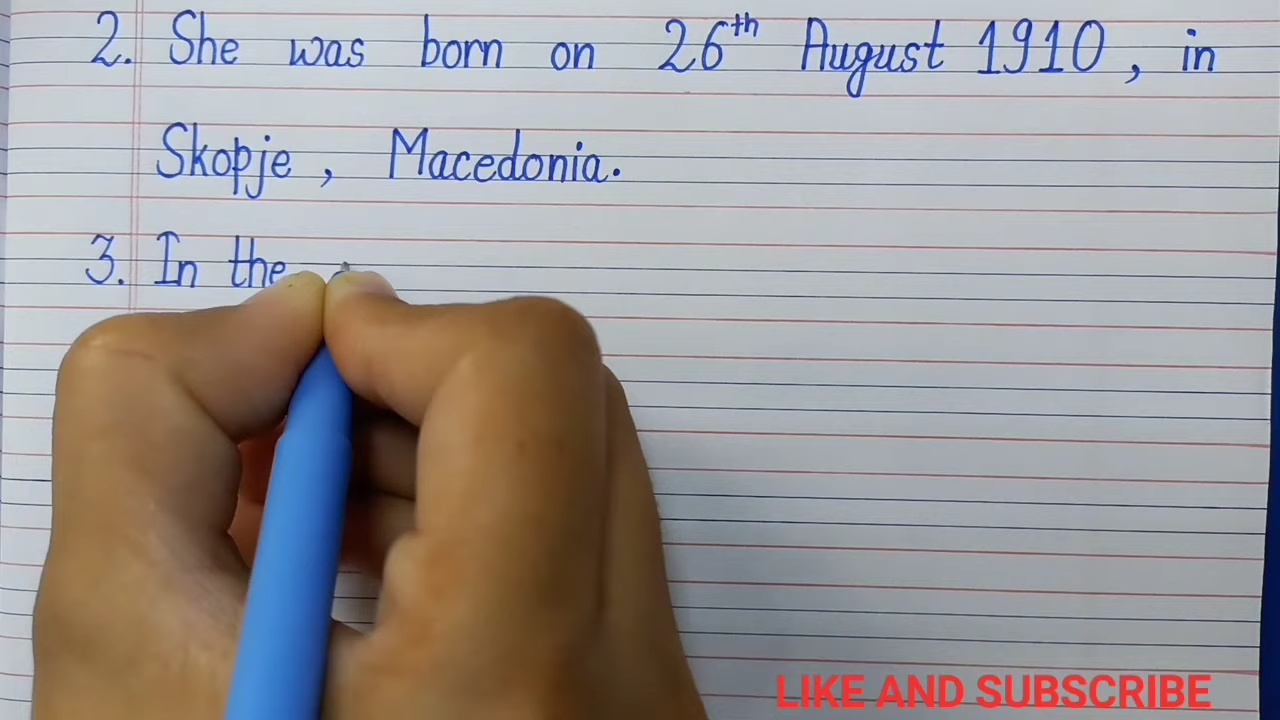 2. She was born on 26th August 1910, in
Skopje, Macedonia.
3. In the
LIKE AND SUBSCRIBE